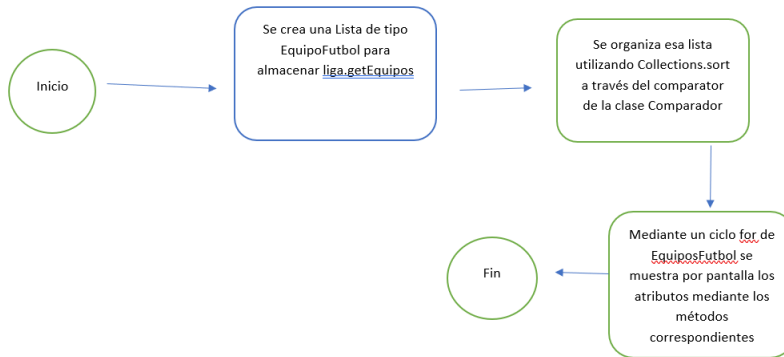 Inicio
Se crea una Lista de tipo
EquipoFutbol para
almacenar liga.getEquipos
Se organiza esa lista
utilizando Collections.sort
a través del comparator
de la clase Comparador
Mediante un ciclo for de
EquiposFutbol se
muestra por pantalla los
atributos mediante los
métodos
correspondientes
Fin